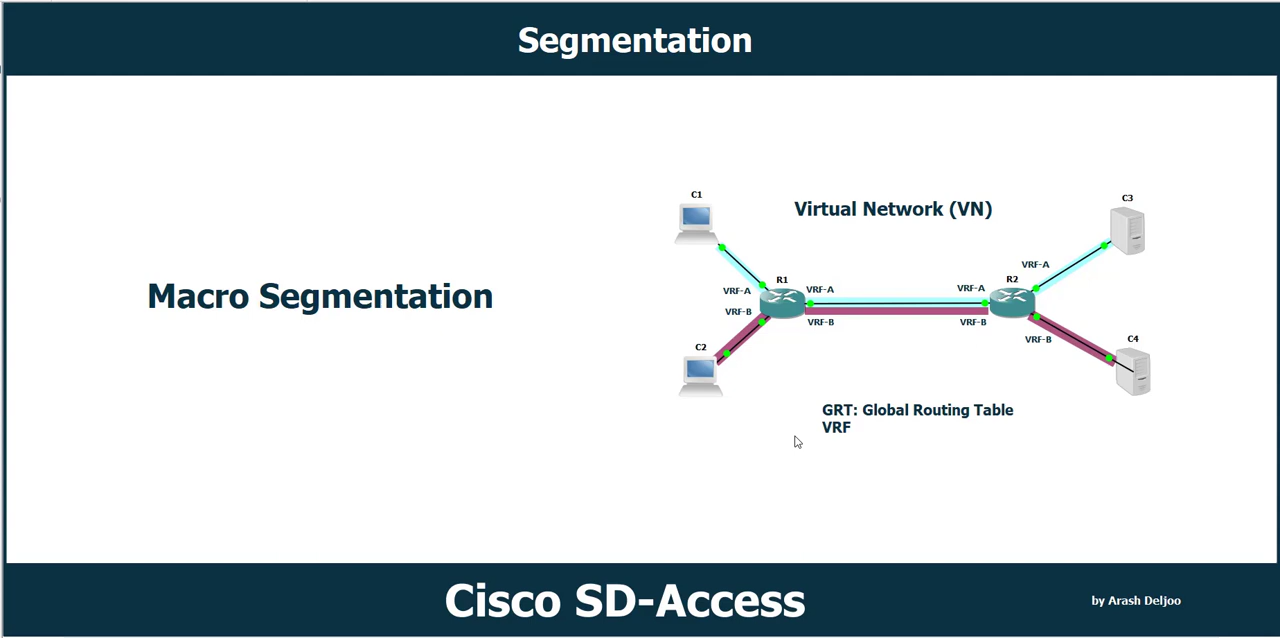 Segmentation
Macro Segmentation
Virtual Network (VN)
C1
C3
VRF-A
R1
VRF-A
VRF-A
R2
VRF-A
VRF-B
VRF-B
VRF-B
VRF-B
C2
C4
GRT: Global Routing Table
VRF
Cisco SD-Access
by Arash Deljoo